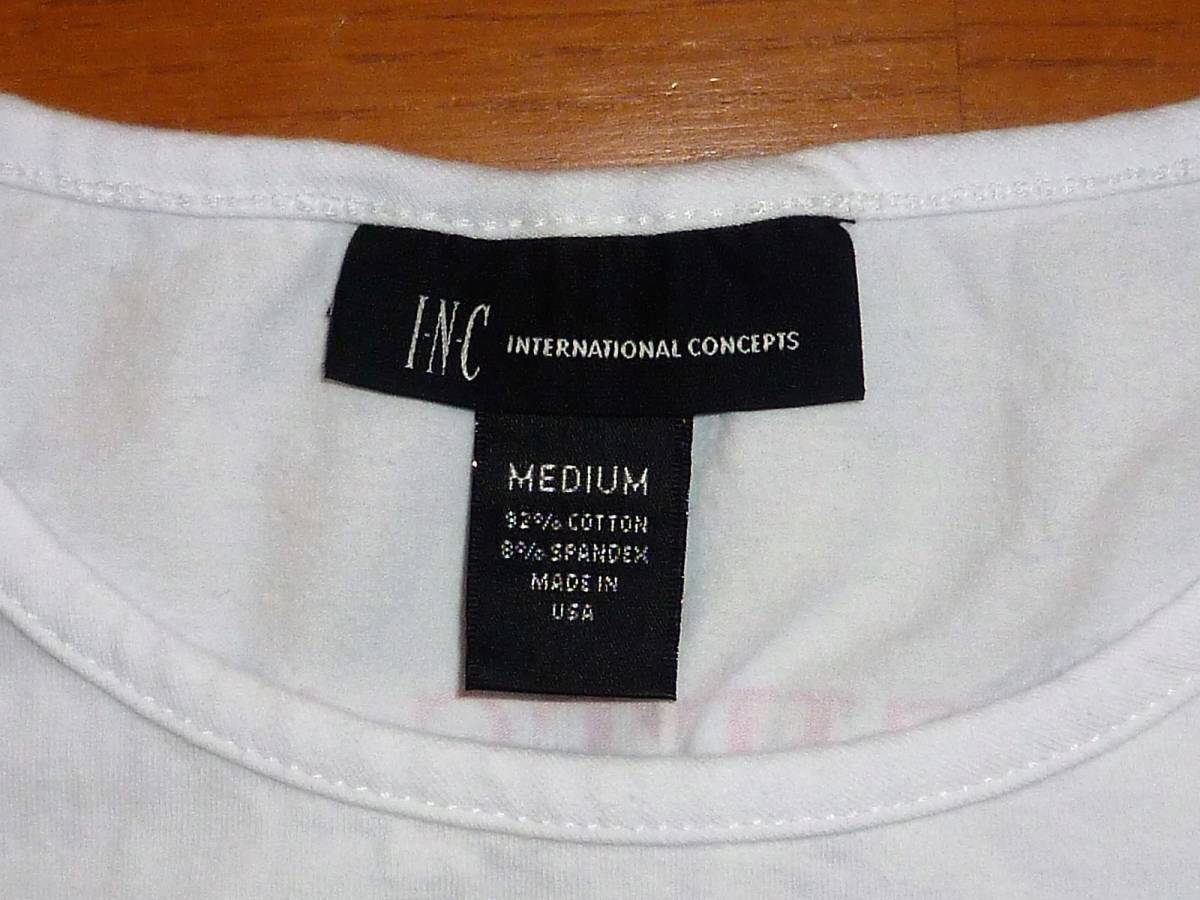 I·N·C INTERNATIONAL CONCEPTS
MEDIUM
92% COTTON
8% SPANDEX
MADE IN
USA